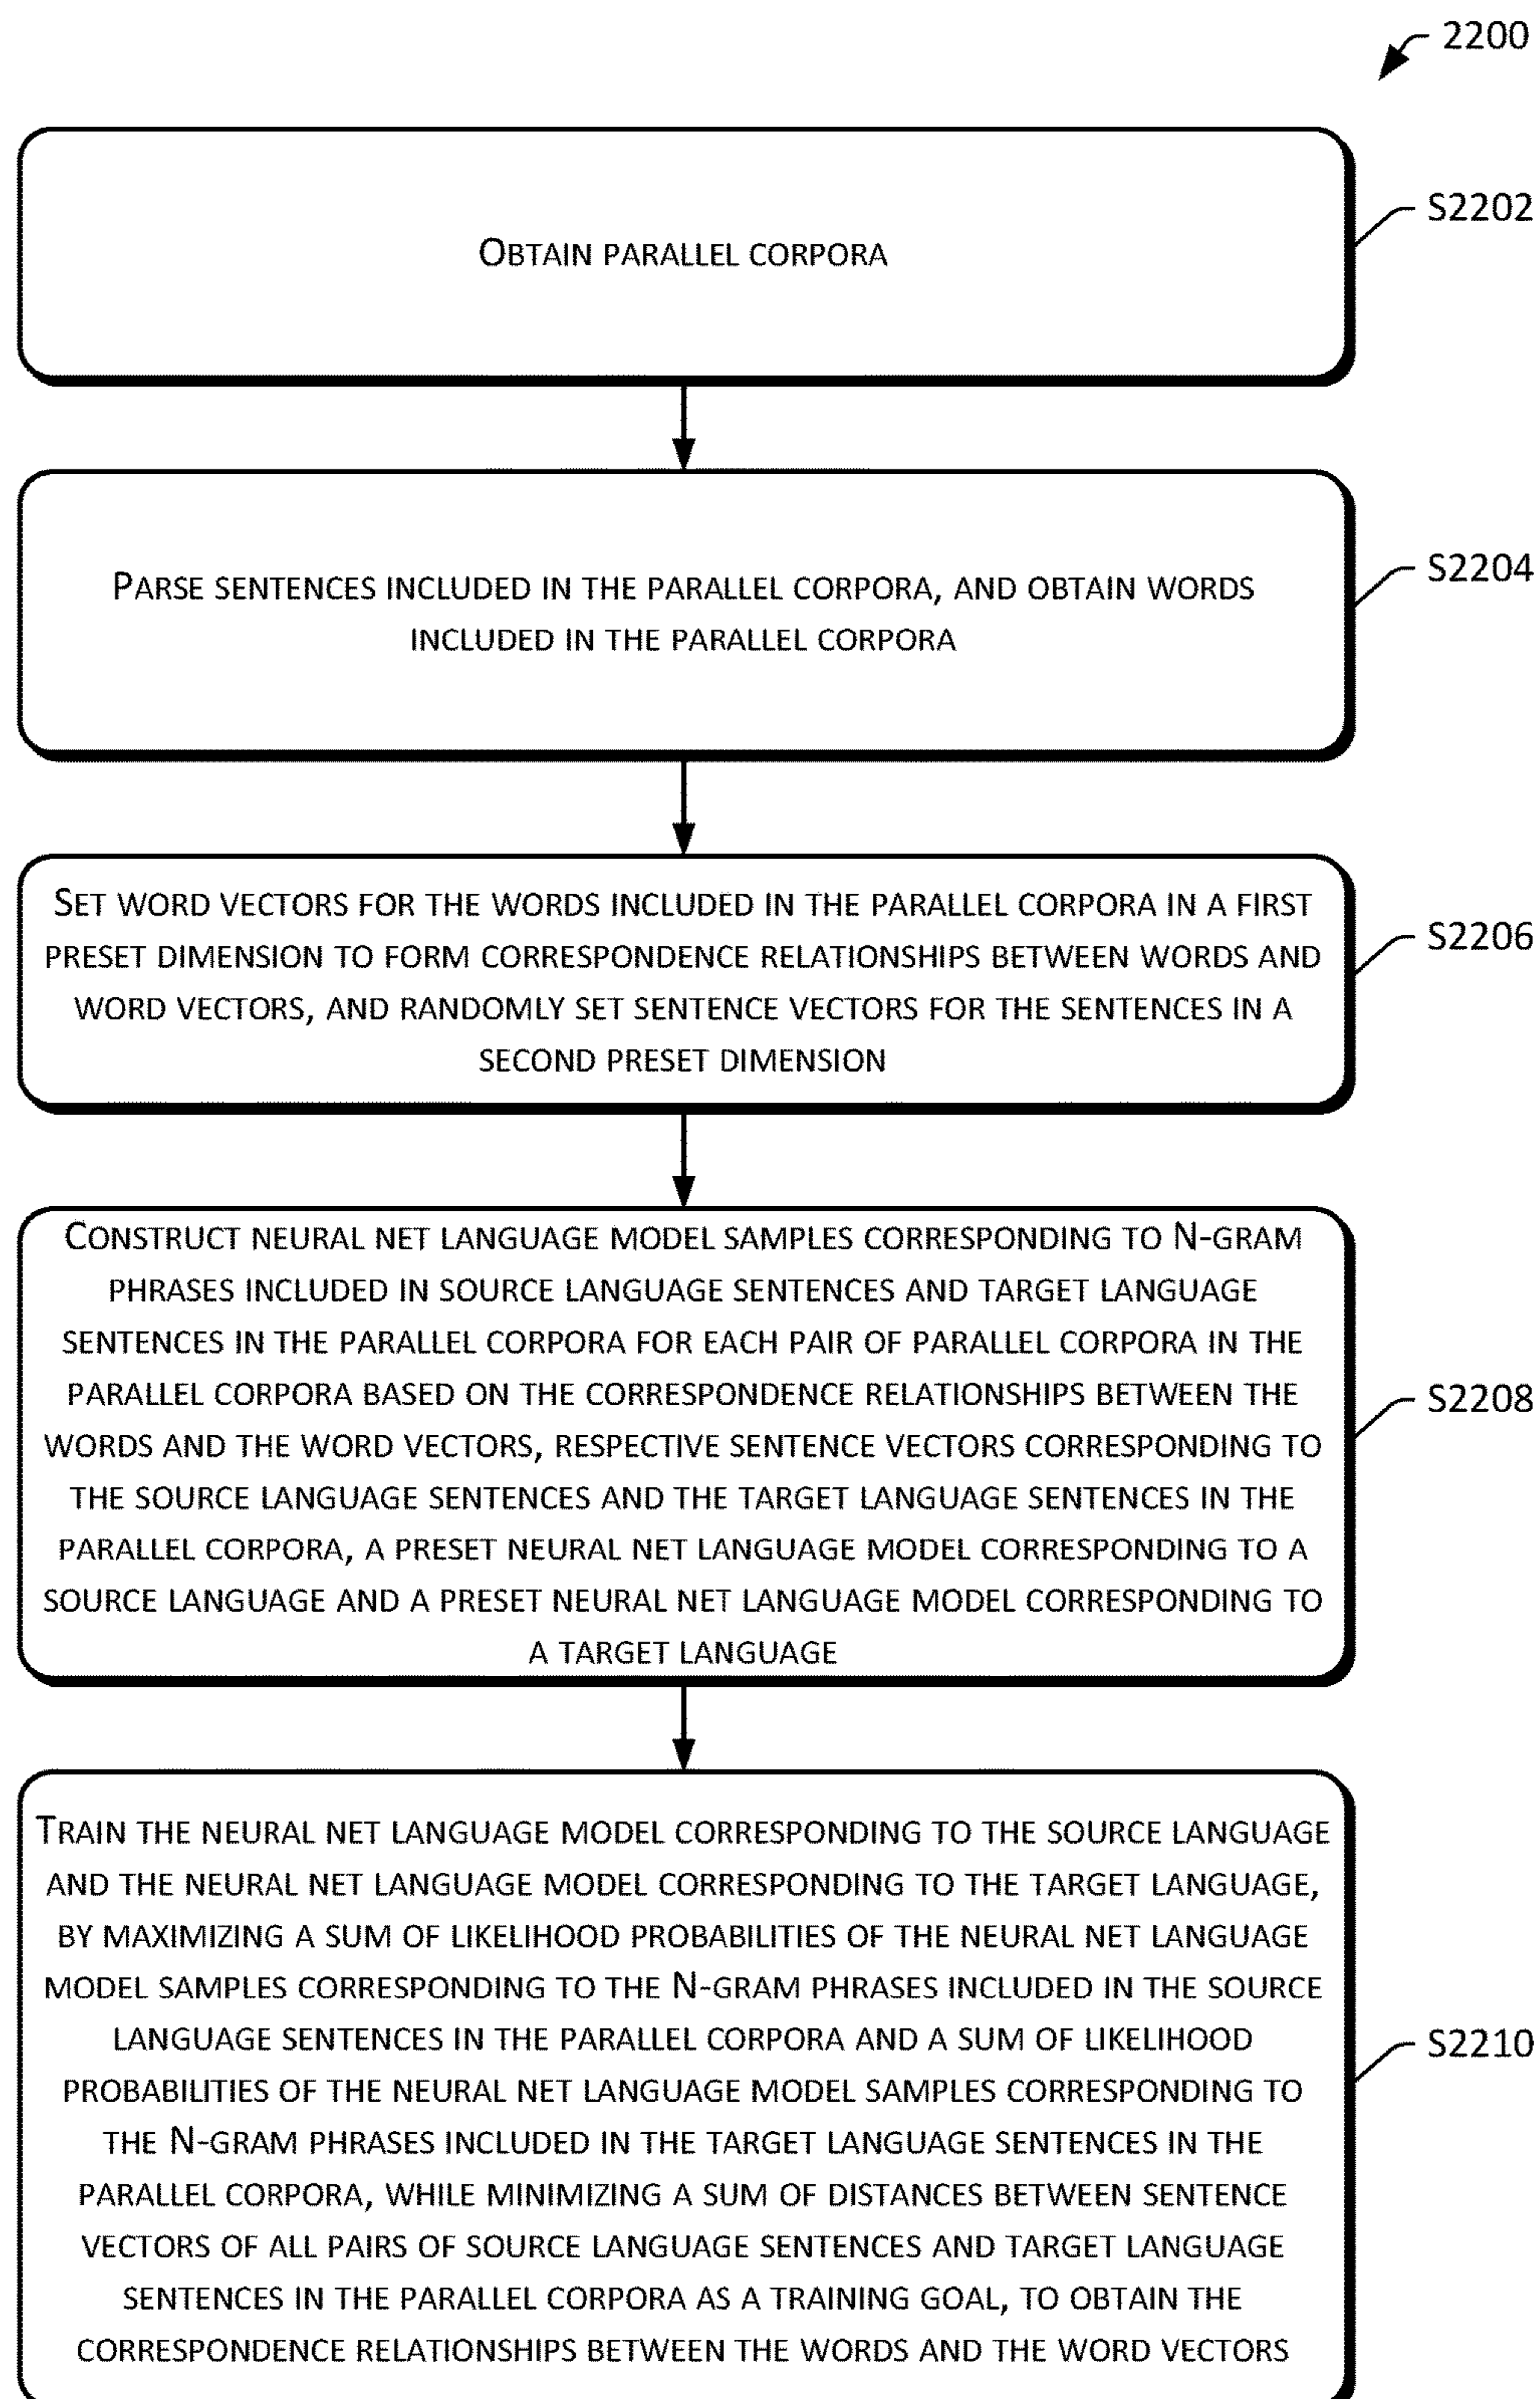 2200
S2202
OBTAIN PARALLEL CORPORA
S2204
PARSE SENTENCES INCLUDED IN THE PARALLEL CORPORA, AND OBTAIN WORDS
INCLUDED IN THE PARALLEL CORPORA
SET WORD VECTORS FOR THE WORDS INCLUDED IN THE PARALLEL CORPORA IN A FIRST
S2206
PRESET DIMENSION TO FORM CORRESPONDENCE RELATIONSHIPS BETWEEN WORDS AND
WORD VECTORS, AND RANDOMLY SET SENTENCE VECTORS FOR THE SENTENCES IN A
SECOND PRESET DIMENSION
CONSTRUCT NEURAL NET LANGUAGE MODEL SAMPLES CORRESPONDING TO N-GRAM
PHRASES INCLUDED IN SOURCE LANGUAGE SENTENCES AND TARGET LANGUAGE
SENTENCES IN THE PARALLEL CORPORA FOR EACH PAIR OF PARALLEL CORPORA IN THE
PARALLEL CORPORA BASED ON THE CORRESPONDENCE RELATIONSHIPS BETWEEN THE
S2208
WORDS AND THE WORD VECTORS, RESPECTIVE SENTENCE VECTORS CORRESPONDING TO
THE SOURCE LANGUAGE SENTENCES AND THE TARGET LANGUAGE SENTENCES IN THE
PARALLEL CORPORA, A PRESET NEURAL NET LANGUAGE MODEL CORRESPONDING TO A
SOURCE LANGUAGE AND A PRESET NEURAL NET LANGUAGE MODEL CORRESPONDING TO
A TARGET LANGUAGE
TRAIN THE NEURAL NET LANGUAGE MODEL CORRESPONDING TO THE SOURCE LANGUAGE
AND THE NEURAL NET LANGUAGE MODEL CORRESPONDING TO THE TARGET LANGUAGE,
BY MAXIMIZING A SUM OF LIKELIHOOD PROBABILITIES OF THE NEURAL NET LANGUAGE
MODEL SAMPLES CORRESPONDING TO THE N-GRAM PHRASES INCLUDED IN THE SOURCE
LANGUAGE SENTENCES IN THE PARALLEL CORPORA AND A SUM OF LIKELIHOOD
S2210
PROBABILITIES OF THE NEURAL NET LANGUAGE MODEL SAMPLES CORRESPONDING TO
THE N-GRAM PHRASES INCLUDED IN THE TARGET LANGUAGE SENTENCES IN THE
PARALLEL CORPORA, WHILE MINIMIZING A SUM OF DISTANCES BETWEEN SENTENCE
VECTORS OF ALL PAIRS OF SOURCE LANGUAGE SENTENCES AND TARGET LANGUAGE
SENTENCES IN THE PARALLEL CORPORA AS A TRAINING GOAL, TO OBTAIN THE
CORRESPONDENCE RELATIONSHIPS BETWEEN THE WORDS AND THE WORD VECTORS